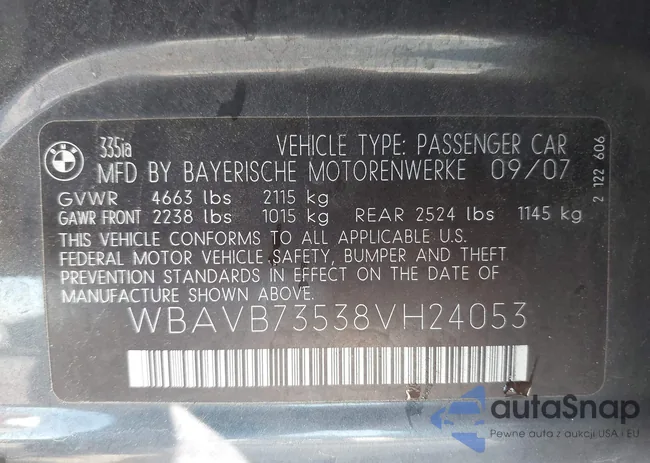 BMW
335ia VEHICLE TYPE: PASSENGER CAR
MFD BY BAYERISCHE MOTORENWERKE 09/07
GVWR 4663 lbs 2115 kg
GAWR FRONT 2238 lbs 1015 kg REAR 2524 lbs 1145 kg
THIS VEHICLE CONFORMS TO ALL APPLICABLE U.S.
FEDERAL MOTOR VEHICLE SAFETY, BUMPER AND THEFT
PREVENTION STANDARDS IN EFFECT ON THE DATE OF
MANUFACTURE SHOWN ABOVE.
WBAVB73538VH24053
2 122 606
autaSnap
Pewne auta z aukcji USA i EU